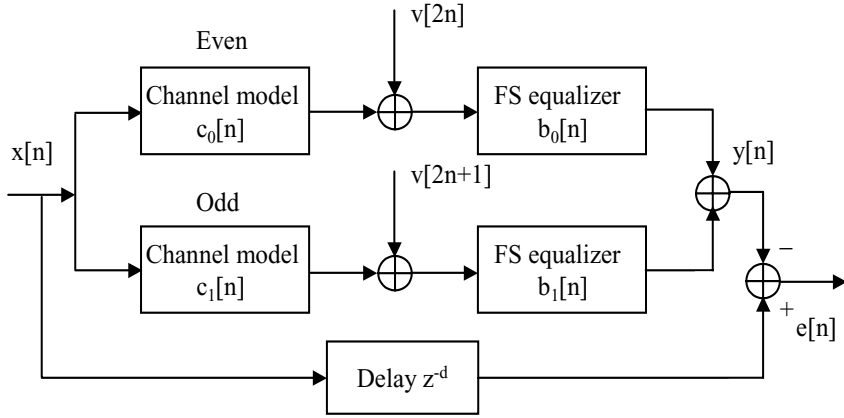 v[2n]
Even
Channel model
c₀[n]
FS equalizer
b₀[n]
x[n]
y[n]
v[2n+1]
Odd
Channel model
c₁[n]
FS equalizer
b₁[n]
−
+
e[n]
Delay z⁻ᵈ